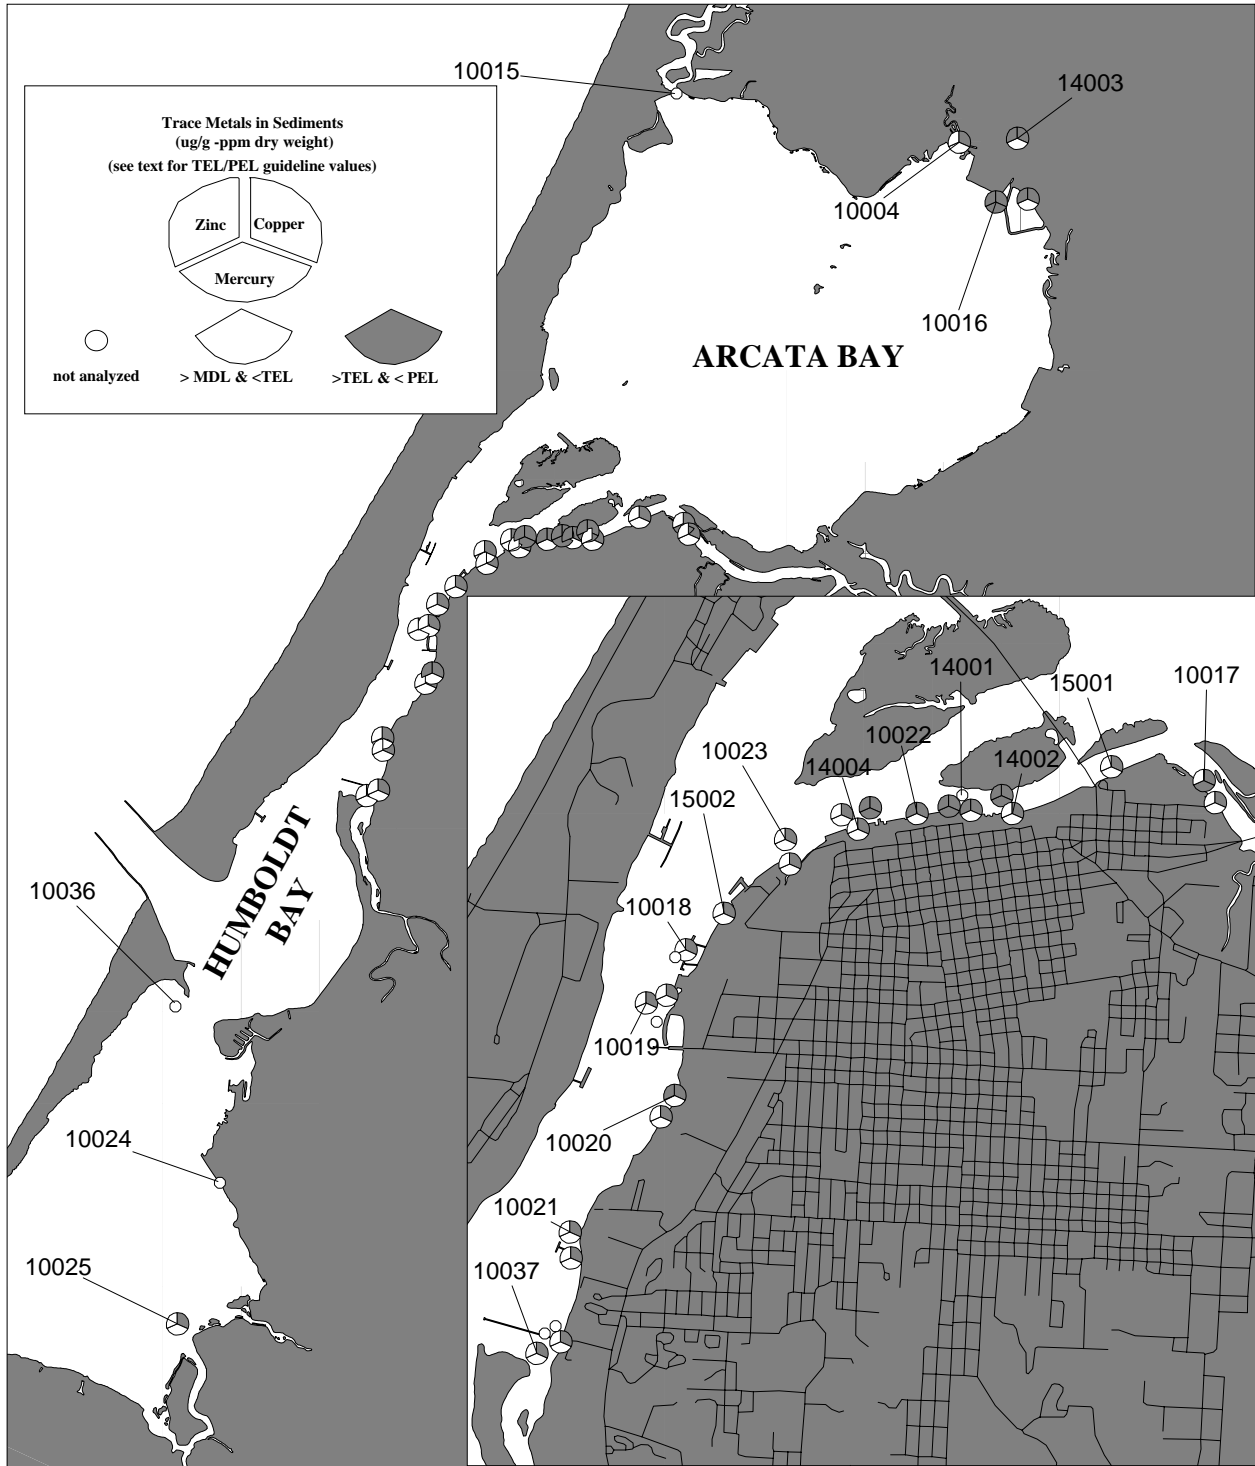 10015
14003
Trace Metals in Sediments
(ug/g -ppm dry weight)
(see text for TEL/PEL guideline values)
Zinc
Copper
Mercury
not analyzed
> MDL & <TEL
>TEL & < PEL
10004
10016
ARCATA BAY
HUMBOLDT
BAY
10036
10024
10025
14001
15001
10017
10023
10022
14004
14002
15002
10018
10019
10020
10021
10037